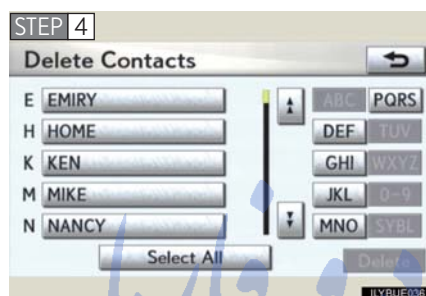 STEP 4
Delete Contacts
E EMIRY ABC PQRS
H HOME DEF TUV
K KEN GHI WXYZ
M MIKE JKL 0-9
N NANCY MNO SYBL
Select All Delete
ILYBUE036